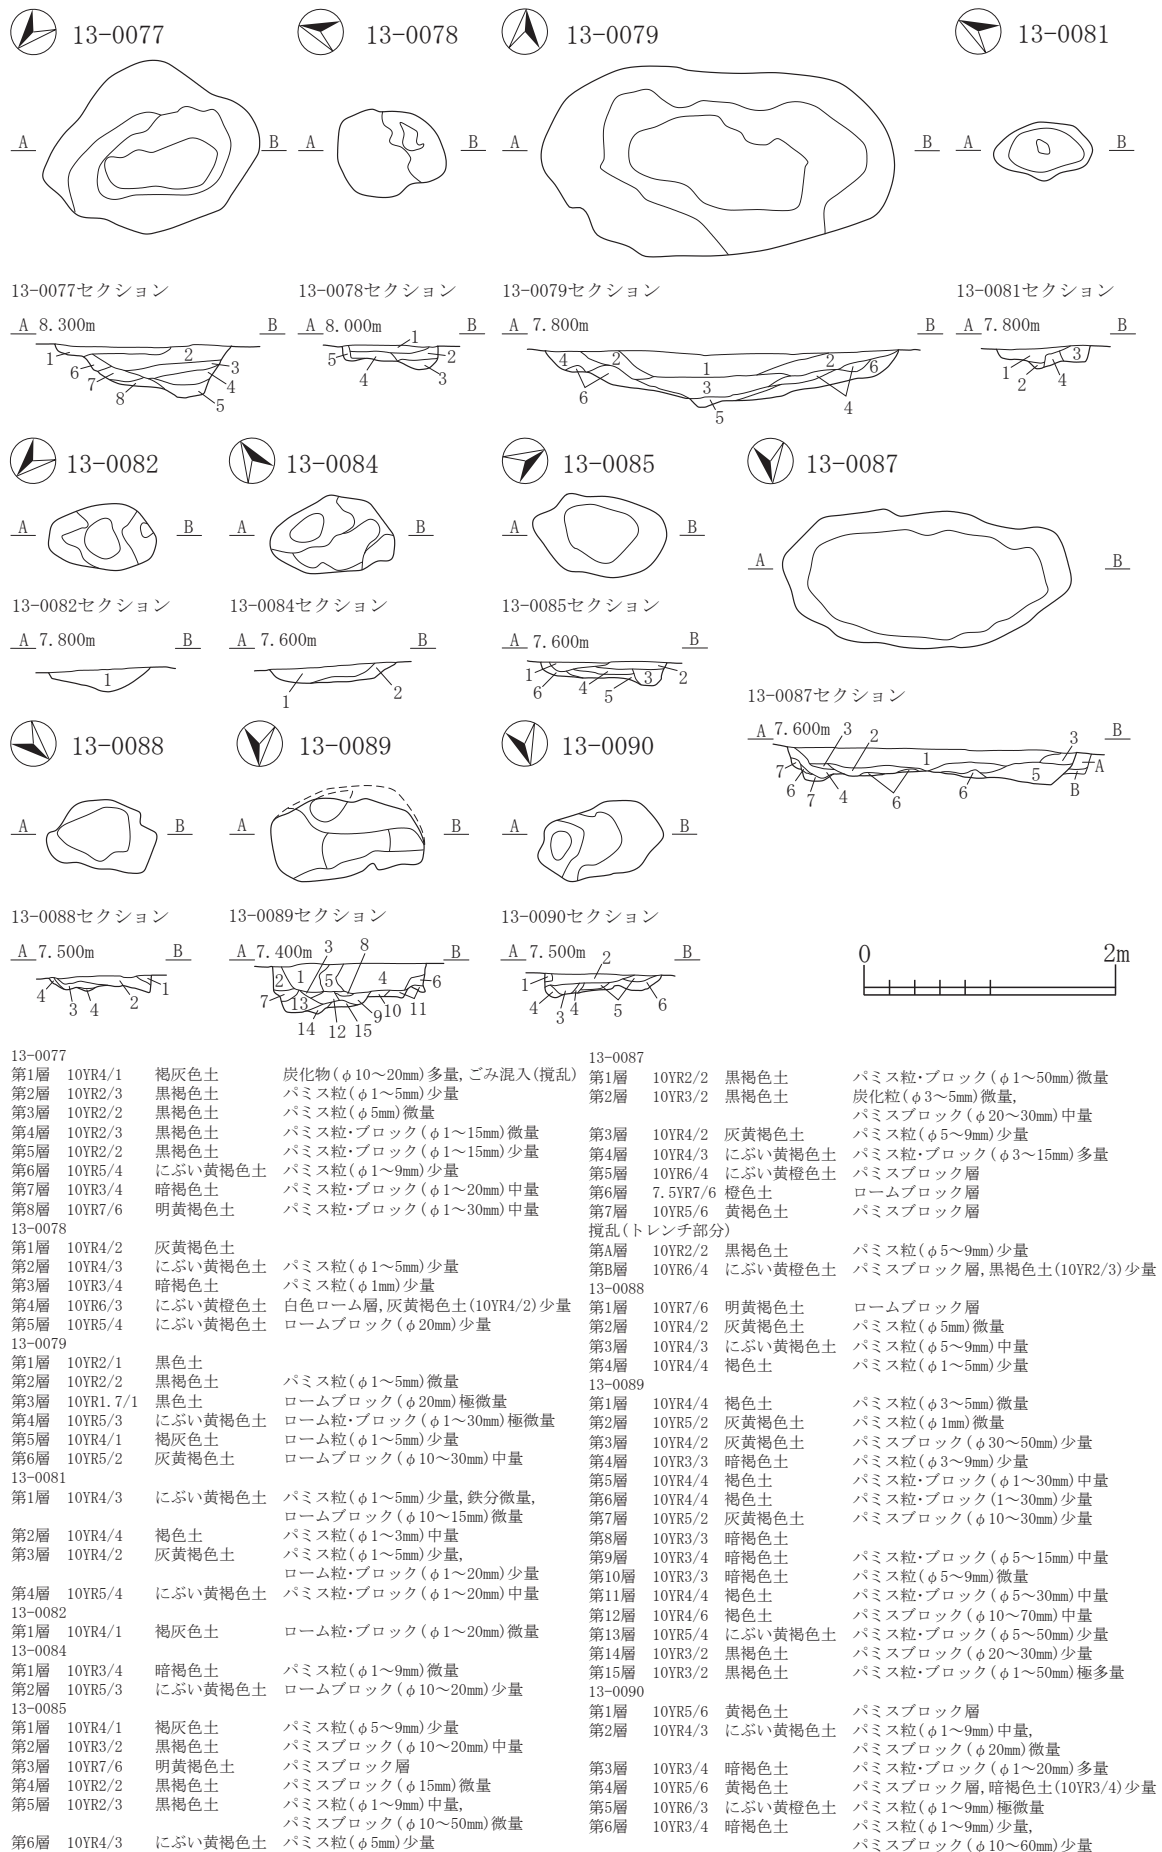 13-0077
13-0078
13-0079
13-0081
A
B
A
B
A
B
A
B
13-0077セクション
13-0078セクション
13-0079セクション
13-0081セクション
A 8.300m
B
A 8.000m
B
A 7.800m
B
A 7.800m
B
1
2
3
4
5
6
7
8
1
2
3
4
5
1
2
2
3
4
4
5
6
6
1
2
3
4
13-0082
13-0084
13-0085
13-0087
A
B
A
B
A
B
A
B
13-0082セクション
13-0084セクション
13-0085セクション
A 7.800m
B
A 7.600m
B
A 7.600m
B
1
1
2
1
2
3
4
5
6
13-0087セクション
A 7.600m
B
1
2
3
3
4
5
6
6
6
7
7
A
B
13-0088
13-0089
13-0090
A
B
A
B
A
B
13-0088セクション
13-0089セクション
13-0090セクション
A 7.500m
B
A 7.400m
B
A 7.500m
B
1
2
3
4
4
1
2
3
4
5
6
7
8
9
10
11
12
13
14
15
1
2
3
4
4
5
6
0
2m
13-0077
第1層 10YR4/1 褐灰色土 炭化物(φ10～20mm)多量,ごみ混入(撹乱)
第2層 10YR2/3 黒褐色土 パミス粒(φ1～5mm)少量
第3層 10YR2/2 黒褐色土 パミス粒(φ5mm)微量
第4層 10YR2/3 黒褐色土 パミス粒・ブロック(φ1～15mm)微量
第5層 10YR2/2 黒褐色土 パミス粒・ブロック(φ1～15mm)少量
第6層 10YR5/4 にぶい黄褐色土 パミス粒(φ1～9mm)少量
第7層 10YR3/4 暗褐色土 パミス粒・ブロック(φ1～20mm)中量
第8層 10YR7/6 明黄褐色土 パミス粒・ブロック(φ1～30mm)中量
13-0078
第1層 10YR4/2 灰黄褐色土
第2層 10YR4/3 にぶい黄褐色土 パミス粒(φ1～5mm)少量
第3層 10YR3/4 暗褐色土 パミス粒(φ1mm)少量
第4層 10YR6/3 にぶい黄橙色土 白色ローム層,灰黄褐色土(10YR4/2)少量
第5層 10YR5/4 にぶい黄褐色土 ロームブロック(φ20mm)少量
13-0079
第1層 10YR2/1 黒色土
第2層 10YR2/2 黒褐色土 パミス粒(φ1～5mm)微量
第3層 10YR1.7/1 黒色土 ロームブロック(φ20mm)極微量
第4層 10YR5/3 にぶい黄褐色土 ローム粒・ブロック(φ1～30mm)極微量
第5層 10YR4/1 褐灰色土 ローム粒(φ1～5mm)少量
第6層 10YR5/2 灰黄褐色土 ロームブロック(φ10～30mm)中量
13-0081
第1層 10YR4/3 にぶい黄褐色土 パミス粒(φ1～5mm)少量,鉄分微量,
ロームブロック(φ10～15mm)微量
第2層 10YR4/4 褐色土 パミス粒(φ1～3mm)中量
第3層 10YR4/2 灰黄褐色土 パミス粒(φ1～5mm)少量,
ローム粒・ブロック(φ1～20mm)少量
第4層 10YR5/4 にぶい黄褐色土 パミス粒・ブロック(φ1～20mm)中量
13-0082
第1層 10YR4/1 褐灰色土 ローム粒・ブロック(φ1～20mm)微量
13-0084
第1層 10YR3/4 暗褐色土 パミス粒(φ1～9mm)微量
第2層 10YR5/3 にぶい黄褐色土 ロームブロック(φ10～20mm)少量
13-0085
第1層 10YR4/1 褐灰色土 パミス粒(φ5～9mm)少量
第2層 10YR3/2 黒褐色土 パミスブロック(φ10～20mm)中量
第3層 10YR7/6 明黄褐色土 パミスブロック層
第4層 10YR2/2 黒褐色土 パミスブロック(φ15mm)微量
第5層 10YR2/3 黒褐色土 パミス粒(φ1～9mm)中量,
パミスブロック(φ10～50mm)微量
第6層 10YR4/3 にぶい黄褐色土 パミス粒(φ5mm)少量
13-0087
第1層 10YR2/2 黒褐色土 パミス粒・ブロック(φ1～50mm)微量
第2層 10YR3/2 黒褐色土 炭化粒(φ3～5mm)微量,
パミスブロック(φ20～30mm)中量
第3層 10YR4/2 灰黄褐色土 パミス粒(φ5～9mm)少量
第4層 10YR4/3 にぶい黄褐色土 パミス粒・ブロック(φ3～15mm)多量
第5層 10YR6/4 にぶい黄橙色土 パミスブロック層
第6層 7.5YR7/6 橙色土 ロームブロック層
第7層 10YR5/6 黄褐色土 パミスブロック層
撹乱(トレンチ部分)
第A層 10YR2/2 黒褐色土 パミス粒(φ5～9mm)少量
第B層 10YR6/4 にぶい黄橙色土 パミスブロック層,黒褐色土(10YR2/3)少量
13-0088
第1層 10YR7/6 明黄褐色土 ロームブロック層
第2層 10YR4/2 灰黄褐色土 パミス粒(φ5mm)微量
第3層 10YR4/3 にぶい黄褐色土 パミス粒(φ5～9mm)中量
第4層 10YR4/4 褐色土 パミス粒(φ1～5mm)少量
13-0089
第1層 10YR4/4 褐色土 パミス粒(φ3～5mm)微量
第2層 10YR5/2 灰黄褐色土 パミス粒(φ1mm)微量
第3層 10YR4/2 灰黄褐色土 パミスブロック(φ30～50mm)少量
第4層 10YR3/3 暗褐色土 パミス粒(φ3～9mm)少量
第5層 10YR4/4 褐色土 パミス粒・ブロック(φ1～30mm)中量
第6層 10YR4/4 褐色土 パミス粒・ブロック(1～30mm)少量
第7層 10YR5/2 灰黄褐色土 パミスブロック(φ10～30mm)少量
第8層 10YR3/3 暗褐色土
第9層 10YR3/4 暗褐色土 パミス粒・ブロック(φ5～15mm)中量
第10層 10YR3/3 暗褐色土 パミス粒(φ5～9mm)微量
第11層 10YR4/4 褐色土 パミス粒・ブロック(φ5～30mm)中量
第12層 10YR4/6 褐色土 パミスブロック(φ10～70mm)中量
第13層 10YR5/4 にぶい黄褐色土 パミス粒・ブロック(φ5～50mm)少量
第14層 10YR3/2 黒褐色土 パミスブロック(φ20～30mm)少量
第15層 10YR3/2 黒褐色土 パミス粒・ブロック(φ1～50mm)極多量
13-0090
第1層 10YR5/6 黄褐色土 パミスブロック層
第2層 10YR4/3 にぶい黄褐色土 パミス粒(φ1～9mm)中量,
パミスブロック(φ20mm)微量
第3層 10YR3/4 暗褐色土 パミス粒・ブロック(φ1～20mm)多量
第4層 10YR5/6 黄褐色土 パミスブロック層,暗褐色土(10YR3/4)少量
第5層 10YR6/3 にぶい黄橙色土 パミス粒(φ1～9mm)極微量
第6層 10YR3/4 暗褐色土 パミス粒(φ1～9mm)少量,
パミスブロック(φ10～60mm)少量